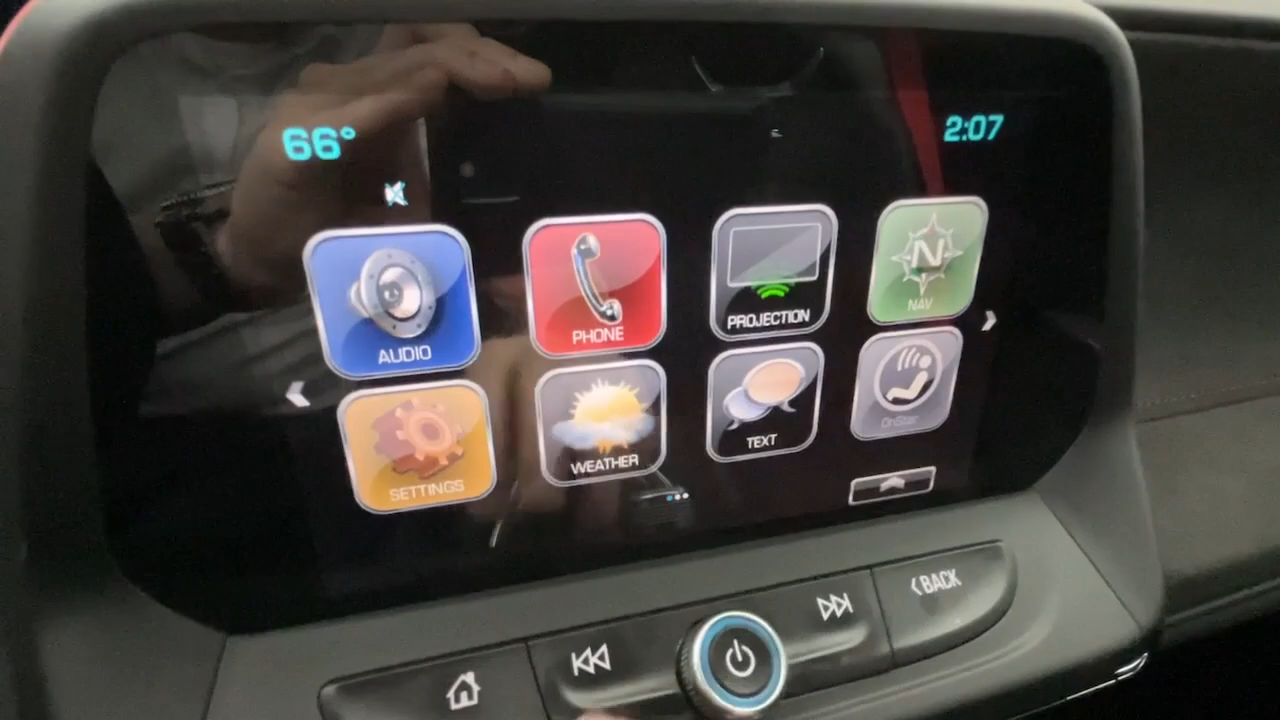 66°
2:07
AUDIO
PHONE
PROJECTION
N
NAV
SETTINGS
WEATHER
TEXT
OnStar
BACK